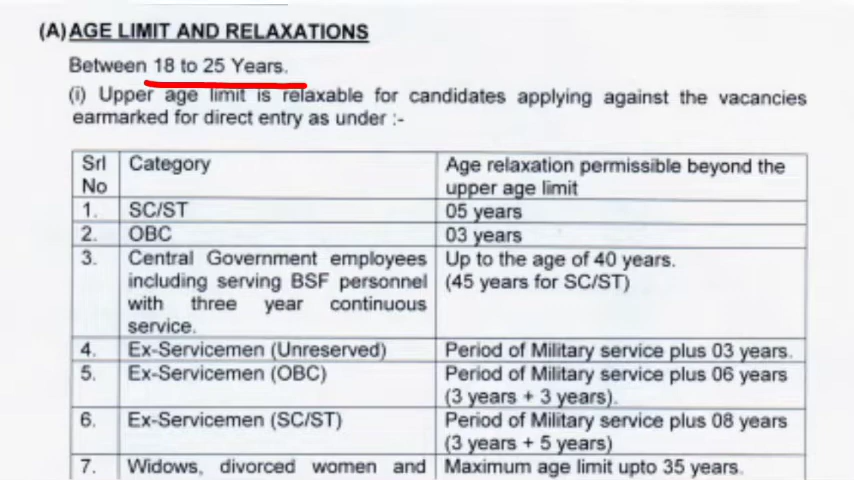 (A) AGE LIMIT AND RELAXATIONS
Between 18 to 25 Years.
(i) Upper age limit is relaxable for candidates applying against the vacancies
earmarked for direct entry as under :-
Srl No | Category | Age relaxation permissible beyond the upper age limit
1. | SC/ST | 05 years
2. | OBC | 03 years
3. | Central Government employees | Up to the age of 40 years.
including serving BSF personnel | (45 years for SC/ST)
with three year continuous
service.
4. | Ex-Servicemen (Unreserved) | Period of Military service plus 03 years.
5. | Ex-Servicemen (OBC) | Period of Military service plus 06 years
(3 years + 3 years).
6. | Ex-Servicemen (SC/ST) | Period of Military service plus 08 years
(3 years + 5 years)
7. | Widows, divorced women and | Maximum age limit upto 35 years.